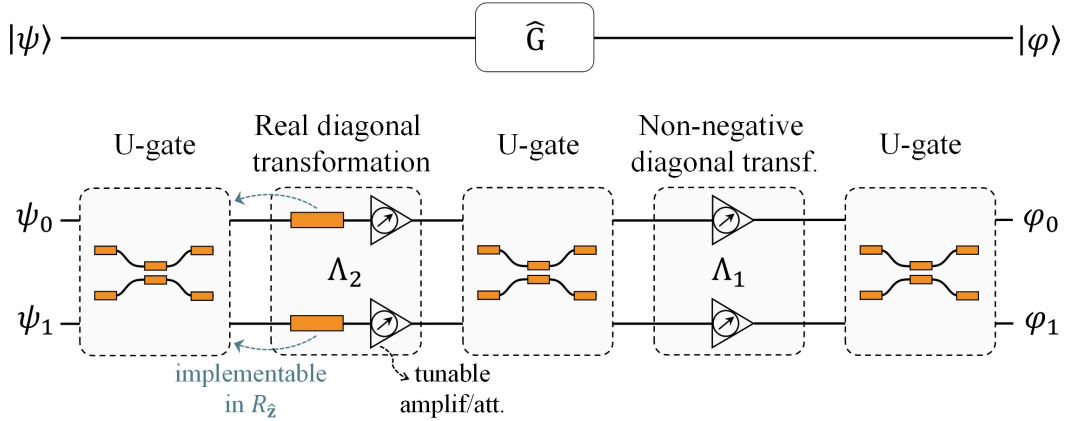 |ψ⟩ Ĝ |φ⟩
U-gate
Real diagonal
transformation
U-gate
Non-negative
diagonal transf.
U-gate
ψ₀ φ₀
Λ₂ Λ₁
ψ₁ φ₁
implementable
in R_ẑ
tunable
amplif/att.